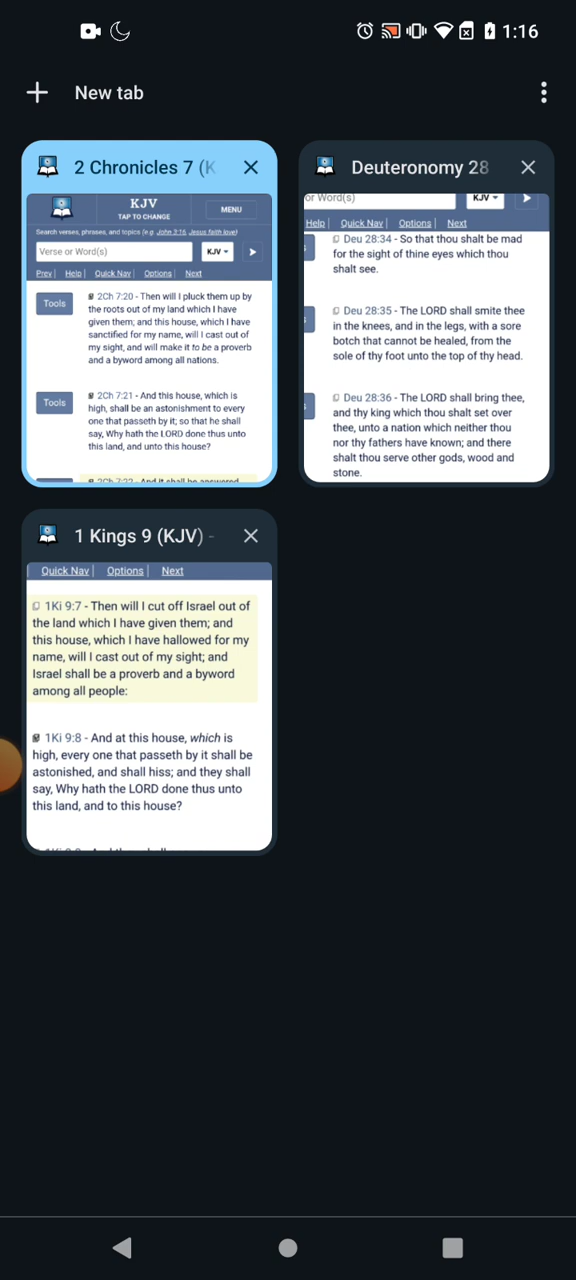 1:16
New tab
2 Chronicles 7 (K
KJV
TAP TO CHANGE
MENU
Search verses, phrases, and topics (e.g. John 3:16, Jesus faith love)
Verse or Word(s)
KJV
Prev | Help | Quick Nav | Options | Next
Tools
2Ch 7:20 - Then will I pluck them up by
the roots out of my land which I have
given them; and this house, which I have
sanctified for my name, will I cast out of
my sight, and will make it to be a proverb
and a byword among all nations.
Tools
2Ch 7:21 - And this house, which is
high, shall be an astonishment to every
one that passeth by it; so that he shall
say, Why hath the LORD done thus unto
this land, and unto this house?
2Ch 7:22 - And it shall be answered
Deuteronomy 28
or Word(s)
KJV
Help | Quick Nav | Options | Next
Deu 28:34 - So that thou shalt be mad
for the sight of thine eyes which thou
shalt see.
Deu 28:35 - The LORD shall smite thee
in the knees, and in the legs, with a sore
botch that cannot be healed, from the
sole of thy foot unto the top of thy head.
Deu 28:36 - The LORD shall bring thee,
and thy king which thou shalt set over
thee, unto a nation which neither thou
nor thy fathers have known; and there
shalt thou serve other gods, wood and
stone.
1 Kings 9 (KJV) -
Quick Nav | Options | Next
1Ki 9:7 - Then will I cut off Israel out of
the land which I have given them; and
this house, which I have hallowed for my
name, will I cast out of my sight; and
Israel shall be a proverb and a byword
among all people:
1Ki 9:8 - And at this house, which is
high, every one that passeth by it shall be
astonished, and shall hiss; and they shall
say, Why hath the LORD done thus unto
this land, and to this house?